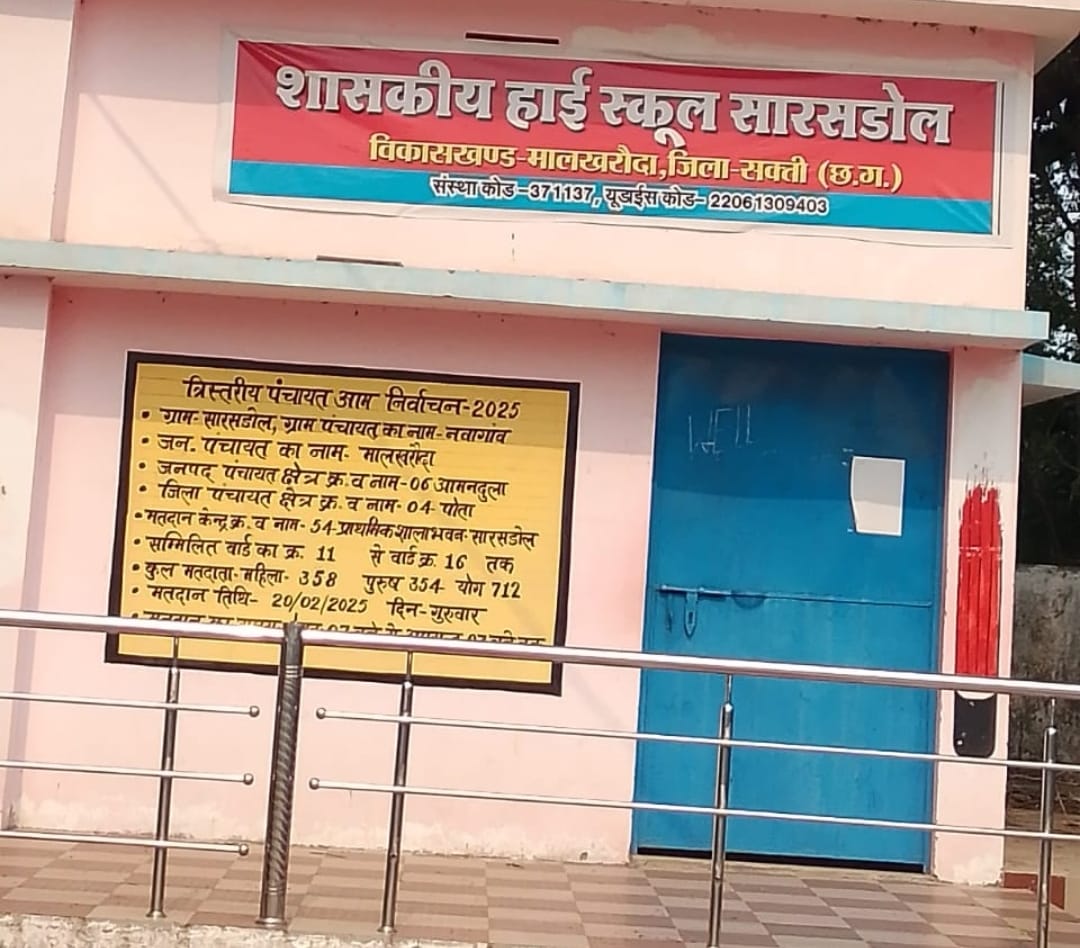 शासकीय हाई स्कूल सारसडोल
विकासखण्ड-मालखरौदा,जिला-सक्ती (छ.ग.)
संस्था कोड-371137, यूडाईस कोड- 22061309403
त्रिस्तरीय पंचायत आम निर्वाचन-2025
• ग्राम- सारसडोल, ग्राम पंचायत का नाम- नवागांव
• जन. पंचायत का नाम- मालखरौदा
• जनपद पंचायत क्षेत्र क्र. व नाम-06 आमनदुला
• जिला पंचायत क्षेत्र क्र. व नाम- 04 पोता
• मतदान केन्द्र क्र. व नाम- 54-प्राथमिक शाला भवन सारसडोल
• सम्मिलित वार्ड का क्र. 11 से वार्ड क्र. 16 तक
• कुल मतदाता-महिला- 358 पुरुष 354 योग 712
• मतदान तिथि- 20/02/2025 दिन-गुरुवार
WELL